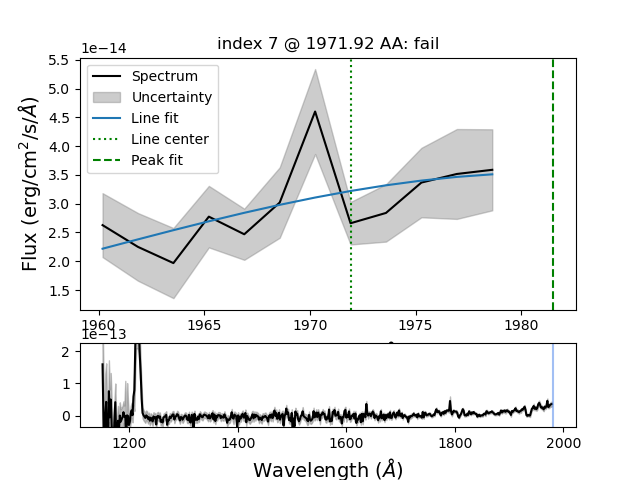 index 7 @ 1971.92 AA: fail
1e−14
5.5
5.0
4.5
4.0
3.5
3.0
2.5
2.0
1.5
Flux (erg/cm²/s/Å)
Spectrum
Uncertainty
Line fit
Line center
Peak fit
1960 1965 1970 1975 1980
1e−13
2
1
0
1200 1400 1600 1800 2000
Wavelength (Å)